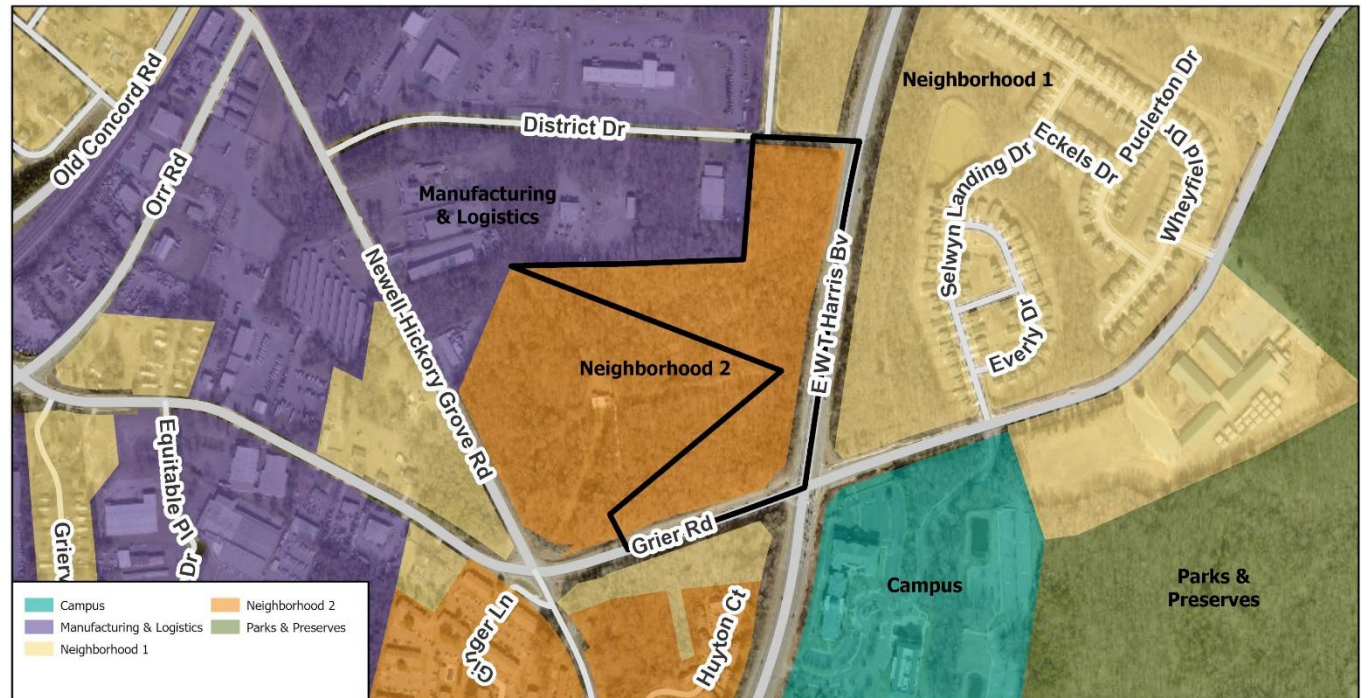 Neighborhood 1
Puclerton Dr
Old Concord Rd
District Dr
Eckels Dr
Wheyfield Dr
Orr Rd
Manufacturing
& Logistics
Selwyn Landing Dr
Newell-Hickory Grove Rd
E W T Harris Bv
Everly Dr
Neighborhood 2
Equitable Pl
Dr
Grierv
Grier Rd
Campus
Parks &
Preserves
Ginger Ln
Huyton Ct
Campus
Manufacturing & Logistics
Neighborhood 1
Neighborhood 2
Parks & Preserves